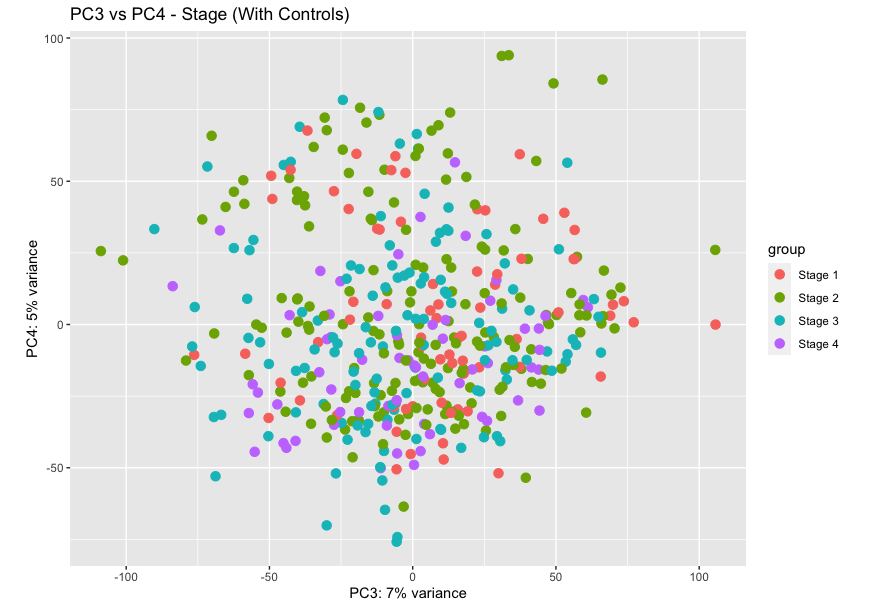 PC3 vs PC4 - Stage (With Controls)
100
50
0
-50
PC4: 5% variance
-100
-50
0
50
100
PC3: 7% variance
group
Stage 1
Stage 2
Stage 3
Stage 4